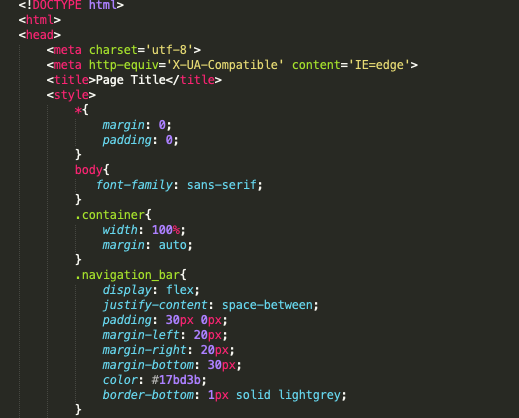 <!DOCTYPE html>
<html>
<head>
<meta charset='utf-8'>
<meta http-equiv='X-UA-Compatible' content='IE=edge'>
<title>Page Title</title>
<style>
*{
margin: 0;
padding: 0;
}
body{
font-family: sans-serif;
}
.container{
width: 100%;
margin: auto;
}
.navigation_bar{
display: flex;
justify-content: space-between;
padding: 30px 0px;
margin-left: 20px;
margin-right: 20px;
margin-bottom: 30px;
color: #17bd3b;
border-bottom: 1px solid lightgrey;
}